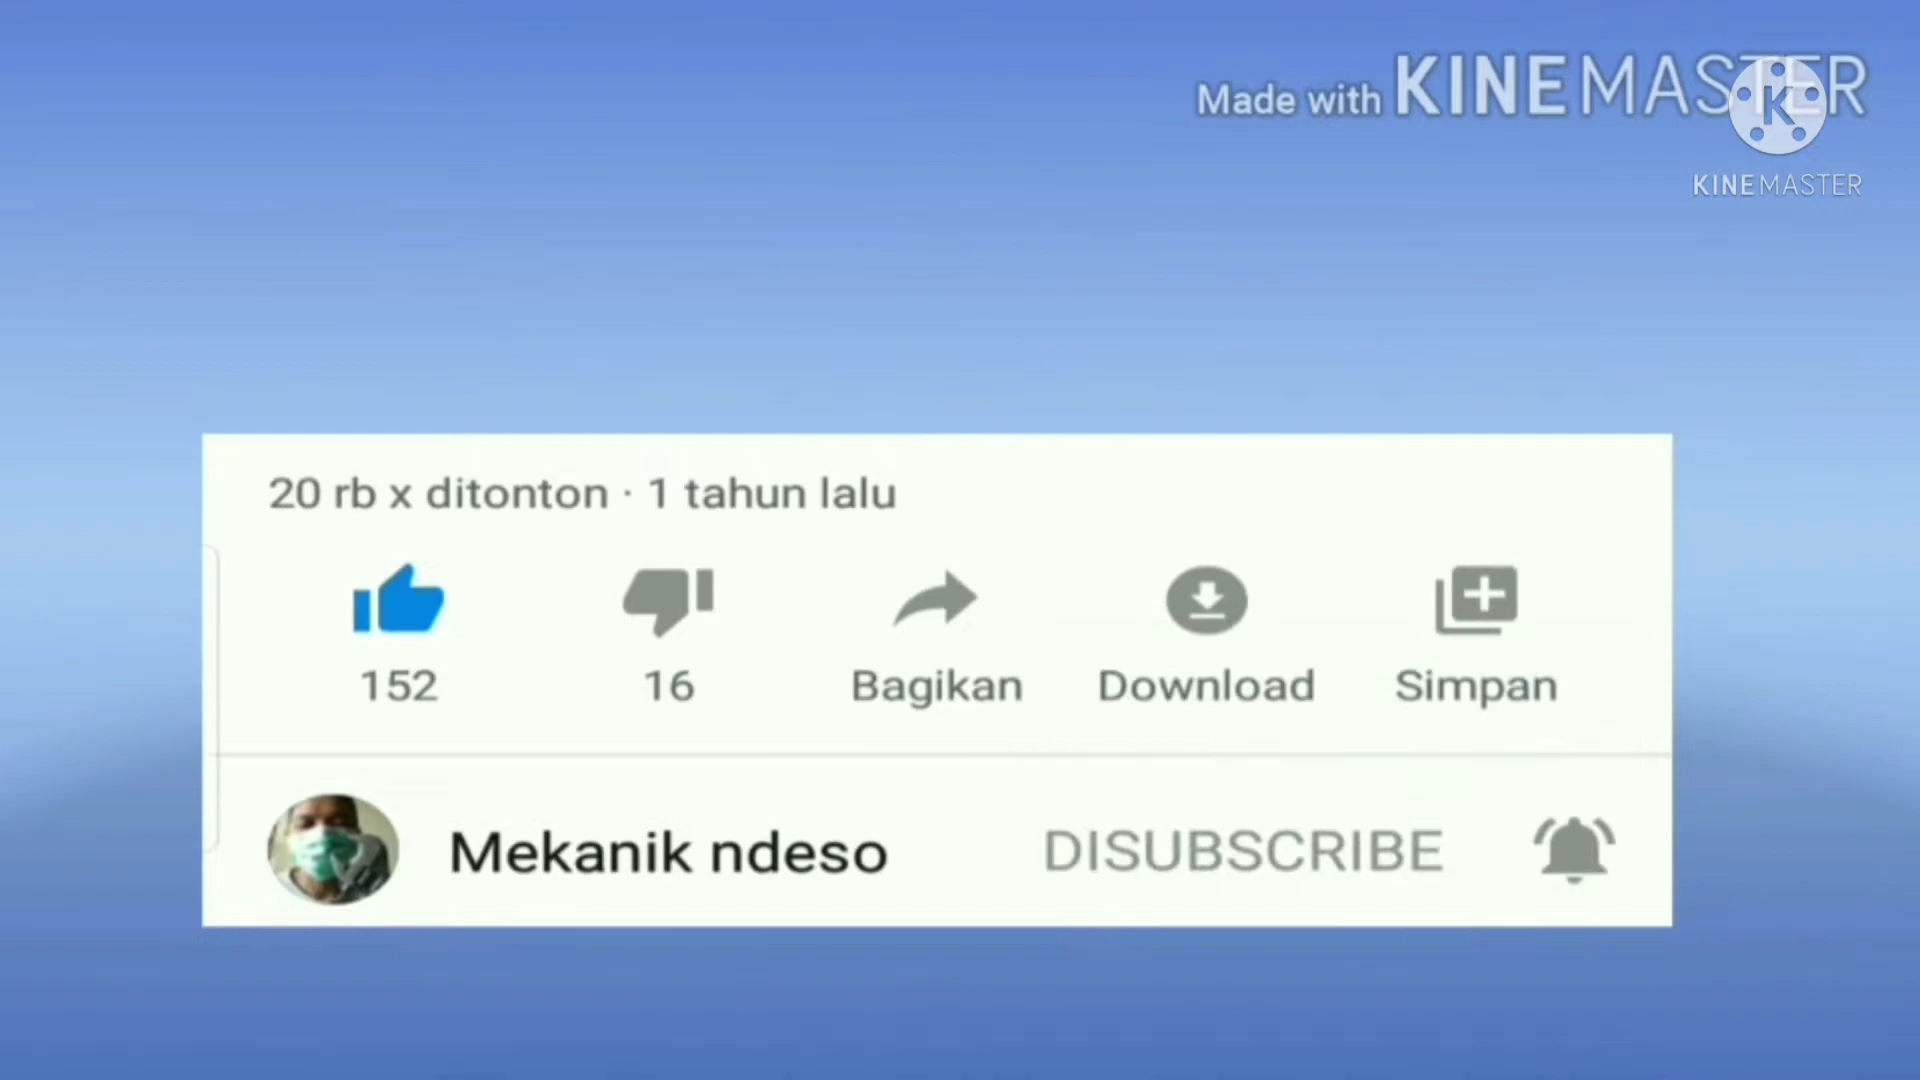 Made with KINEMASTER
K
KINEMASTER
20 rb x ditonton · 1 tahun lalu
152 16 Bagikan Download Simpan
Mekanik ndeso DISUBSCRIBE